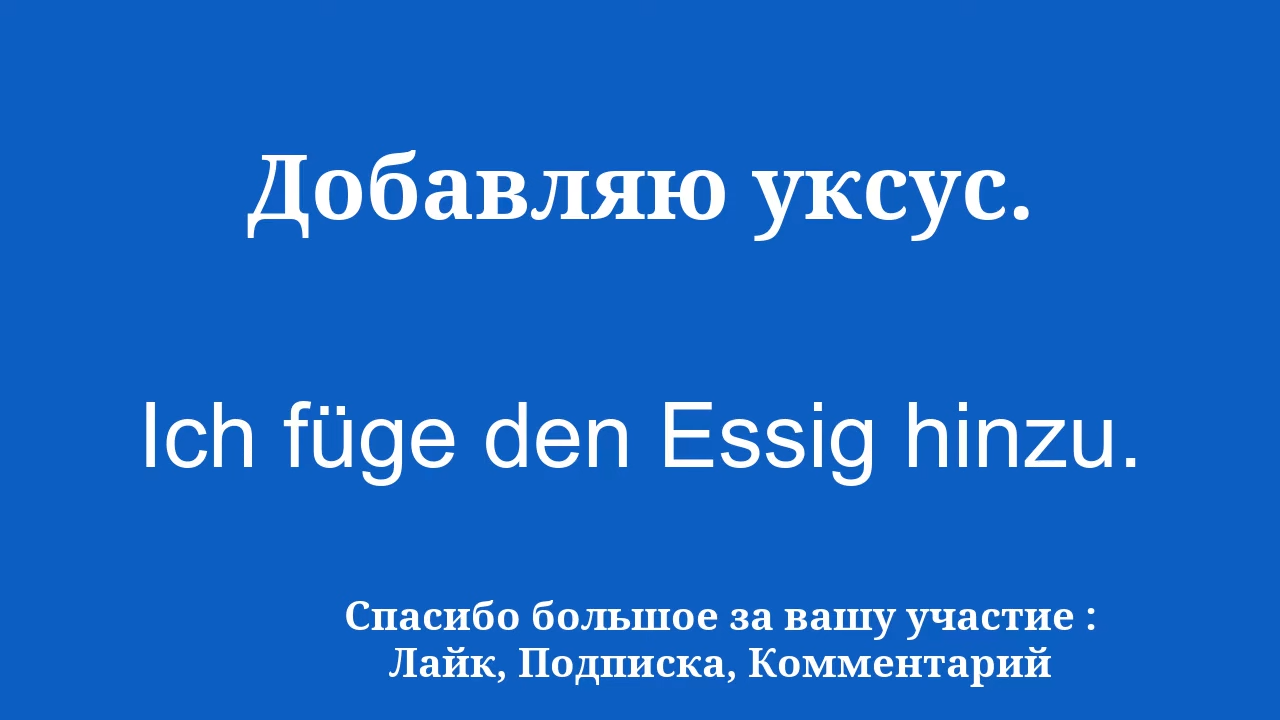 Добавляю уксус.
Ich füge den Essig hinzu.
Спасибо большое за вашу участие :
Лайк, Подписка, Комментарий